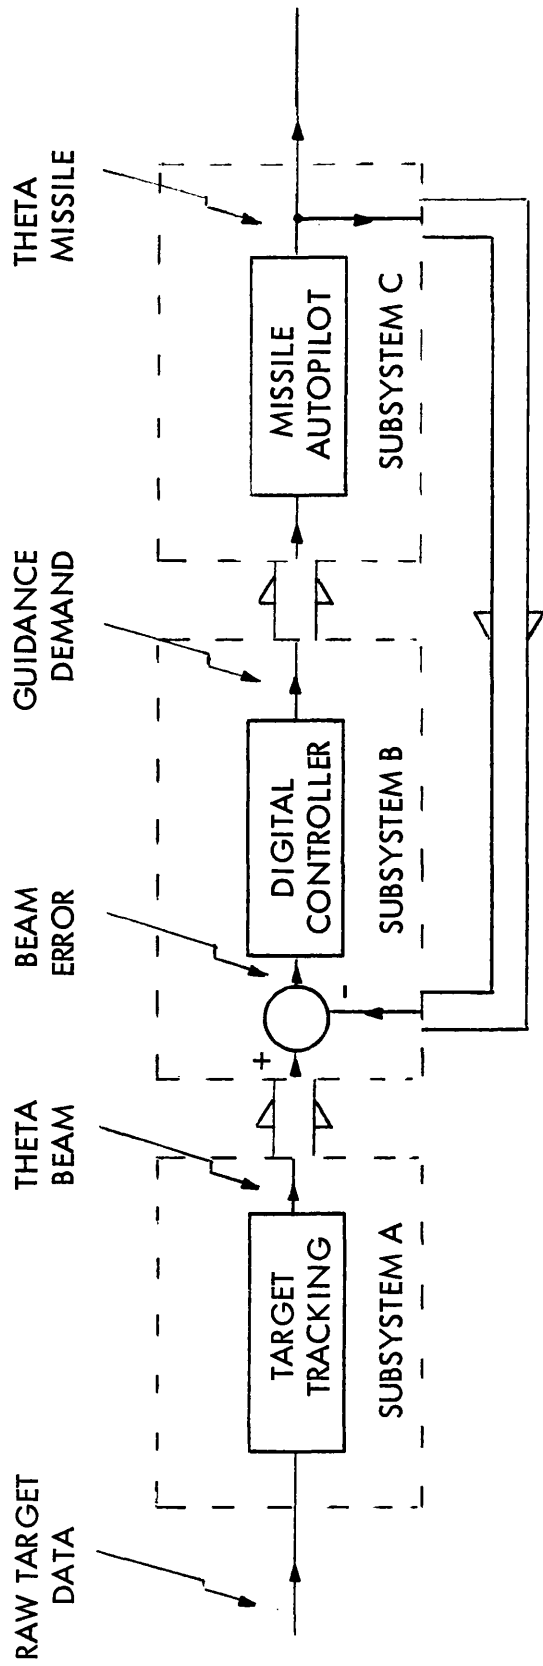 RAW TARGET
DATA
THETA
BEAM
BEAM
ERROR
GUIDANCE
DEMAND
THETA
MISSILE
TARGET
TRACKING
SUBSYSTEM A
+
-
DIGITAL
CONTROLLER
SUBSYSTEM B
MISSILE
AUTOPILOT
SUBSYSTEM C